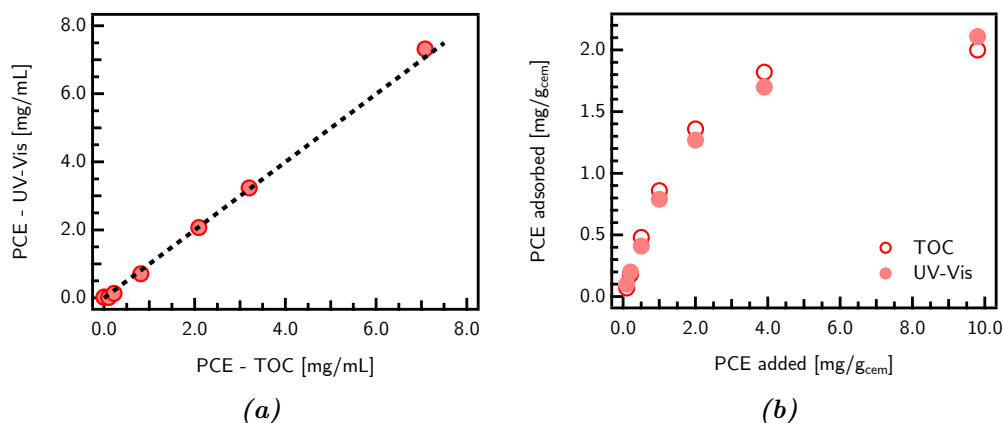 8.0
6.0
4.0
2.0
0.0
PCE - UV-Vis [mg/mL]
0.0 2.0 4.0 6.0 8.0
PCE - TOC [mg/mL]
(a)
2.0
1.5
1.0
0.5
0.0
PCE adsorbed [mg/gcem]
TOC
UV-Vis
0.0 2.0 4.0 6.0 8.0 10.0
PCE added [mg/gcem]
(b)